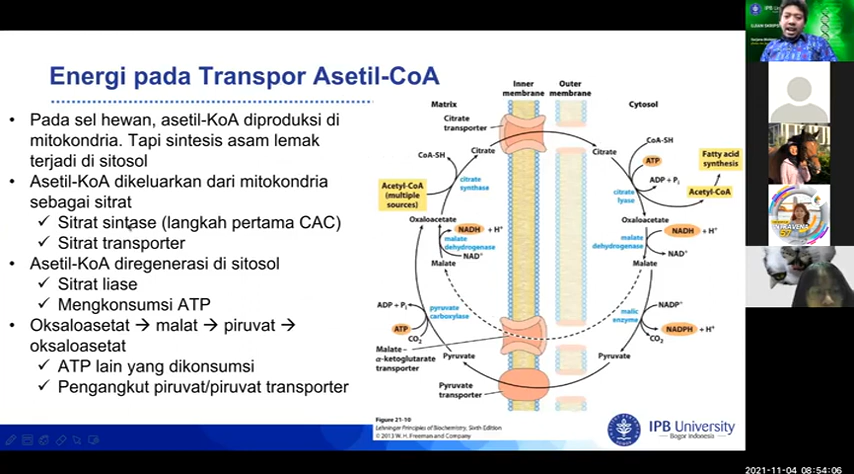 Energi pada Transpor Asetil-CoA
• Pada sel hewan, asetil-KoA diproduksi di
mitokondria. Tapi sintesis asam lemak
terjadi di sitosol
• Asetil-KoA dikeluarkan dari mitokondria
sebagai sitrat
✓ Sitrat sintase (langkah pertama CAC)
✓ Sitrat transporter
• Asetil-KoA diregenerasi di sitosol
✓ Sitrat liase
✓ Mengkonsumsi ATP
• Oksaloasetat → malat → piruvat →
oksaloasetat
✓ ATP lain yang dikonsumsi
✓ Pengangkut piruvat/piruvat transporter
Matrix
Inner
membrane
Outer
membrane
Cytosol
Citrate
transporter
Citrate
CoA-SH
citrate
synthase
Acetyl-CoA
(multiple
sources)
Oxaloacetate
NADH + H⁺
malate
dehydrogenase
NAD⁺
Malate
ADP + Pᵢ
pyruvate
carboxylase
ATP
CO₂
Malate–
α-ketoglutarate
transporter
Pyruvate
Pyruvate
transporter
Citrate
CoA-SH
ATP
ADP + Pᵢ
citrate
lyase
Fatty acid
synthesis
Acetyl-CoA
Oxaloacetate
malate
dehydrogenase
NADH + H⁺
NAD⁺
Malate
NADP⁺
malic
enzyme
NADPH + H⁺
CO₂
Pyruvate
Figure 21-10
Lehninger Principles of Biochemistry, Sixth Edition
© 2013 W. H. Freeman and Company
IPB University
Bogor Indonesia
IPB
UJIAN SKRIPSI
INTRAVENA
57
2021-11-04 08:54:06